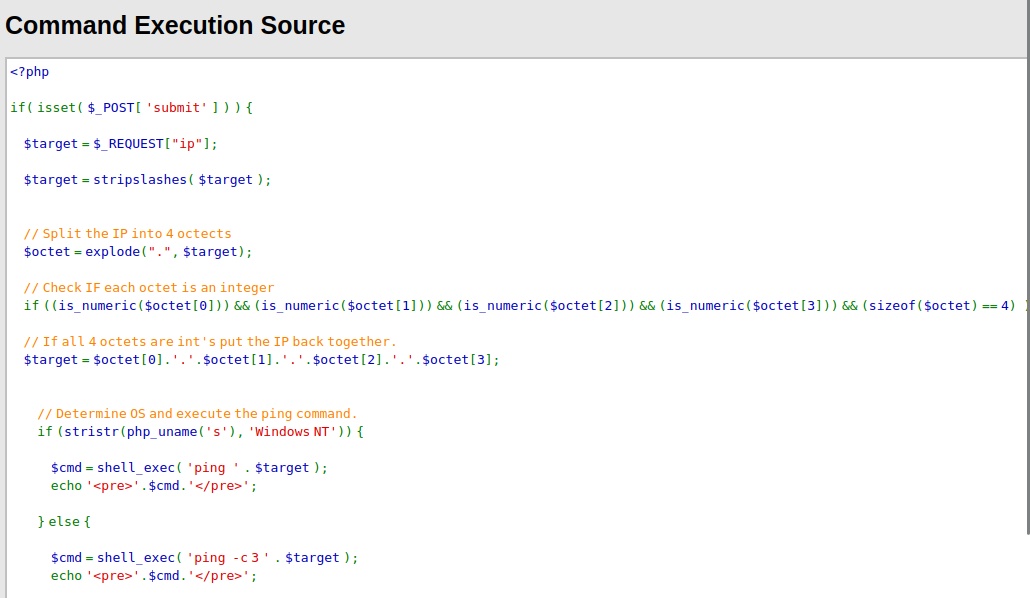 Command Execution Source
<?php
if( isset( $_POST[ 'submit' ] ) ) {
$target = $_REQUEST["ip"];
$target = stripslashes( $target );
// Split the IP into 4 octects
$octet = explode(".", $target);
// Check IF each octet is an integer
if ((is_numeric($octet[0])) && (is_numeric($octet[1])) && (is_numeric($octet[2])) && (is_numeric($octet[3])) && (sizeof($octet) == 4) )
// If all 4 octets are int's put the IP back together.
$target = $octet[0].'.'.$octet[1].'.'.$octet[2].'.'.$octet[3];
// Determine OS and execute the ping command.
if (stristr(php_uname('s'), 'Windows NT')) {
$cmd = shell_exec( 'ping ' . $target );
echo '<pre>'.$cmd.'</pre>';
} else {
$cmd = shell_exec( 'ping -c 3 ' . $target );
echo '<pre>'.$cmd.'</pre>';